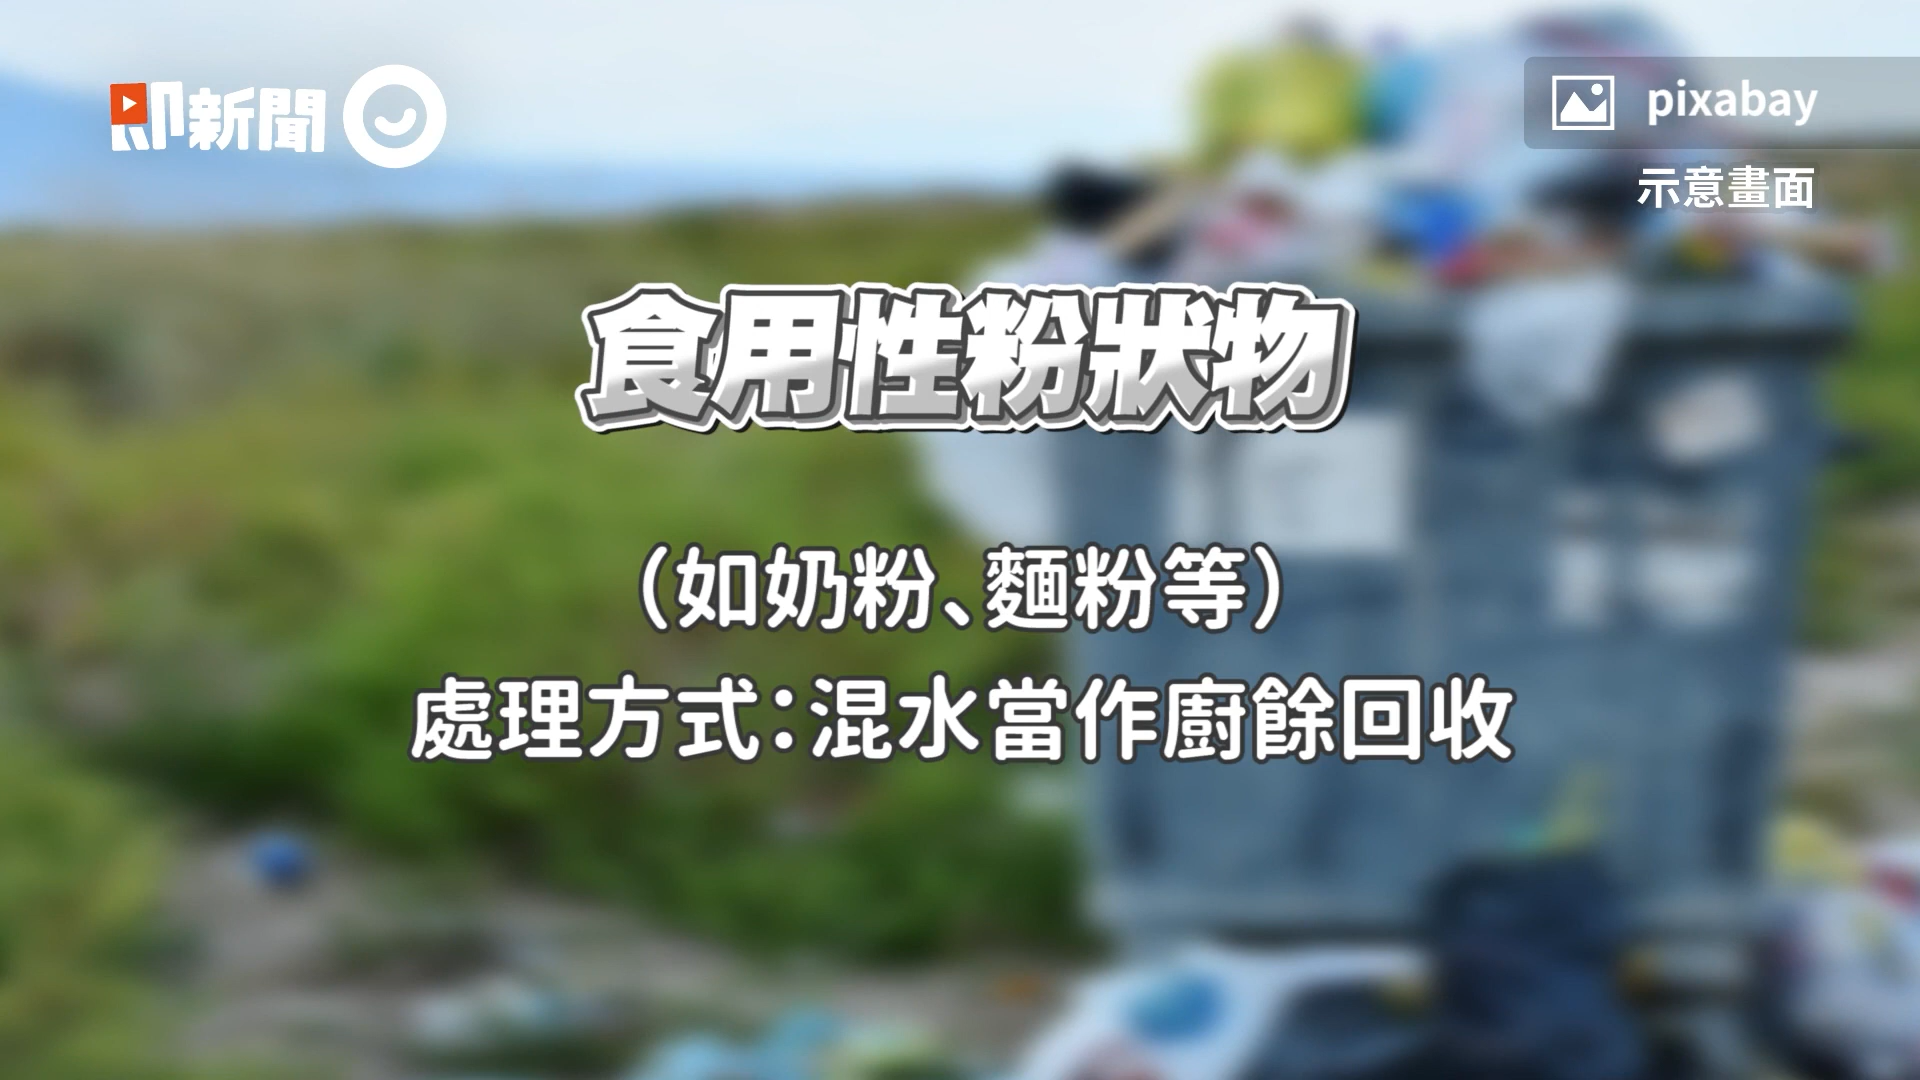 即新聞
pixabay
示意畫面
食用性粉狀物
（如奶粉、麵粉等）
處理方式：混水當作廚餘回收